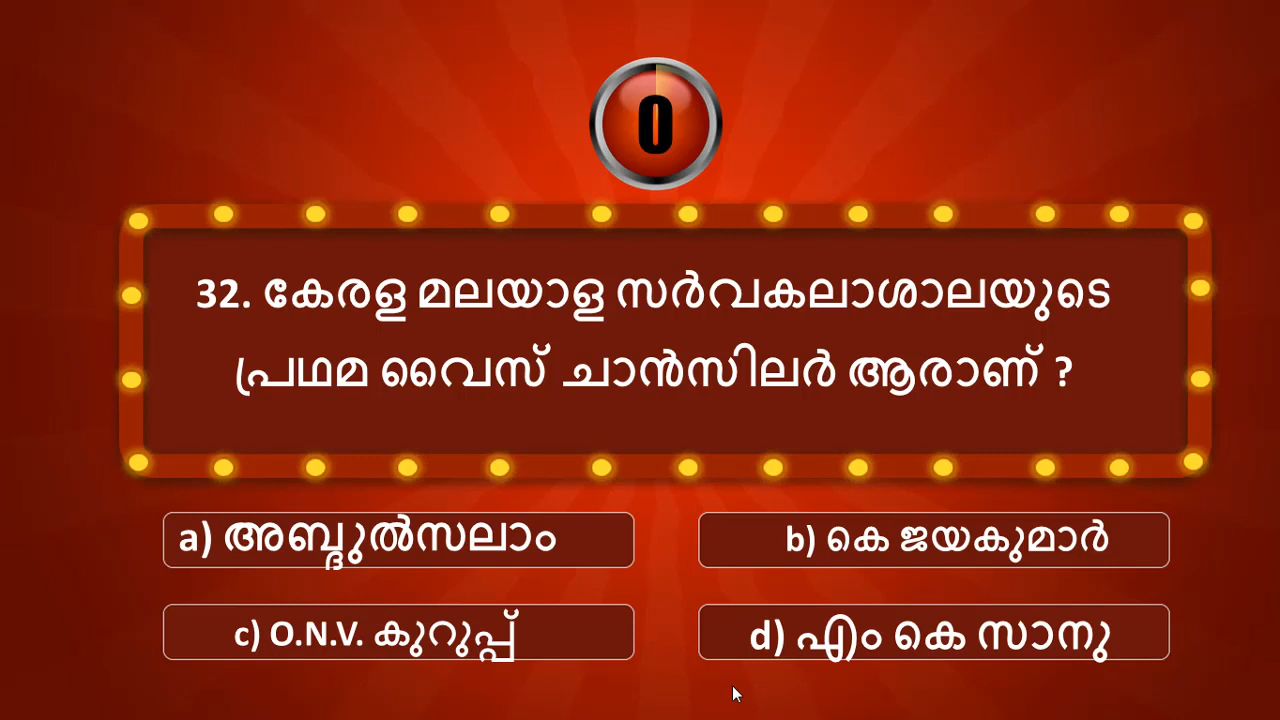 0
32. കേരള മലയാള സർവകലാശാലയുടെ
പ്രഥമ വൈസ് ചാൻസിലർ ആരാണ് ?
a) അബ്ദുൽസലാം
b) കെ ജയകുമാർ
c) O.N.V. കുറുപ്പ്
d) എം കെ സാനു